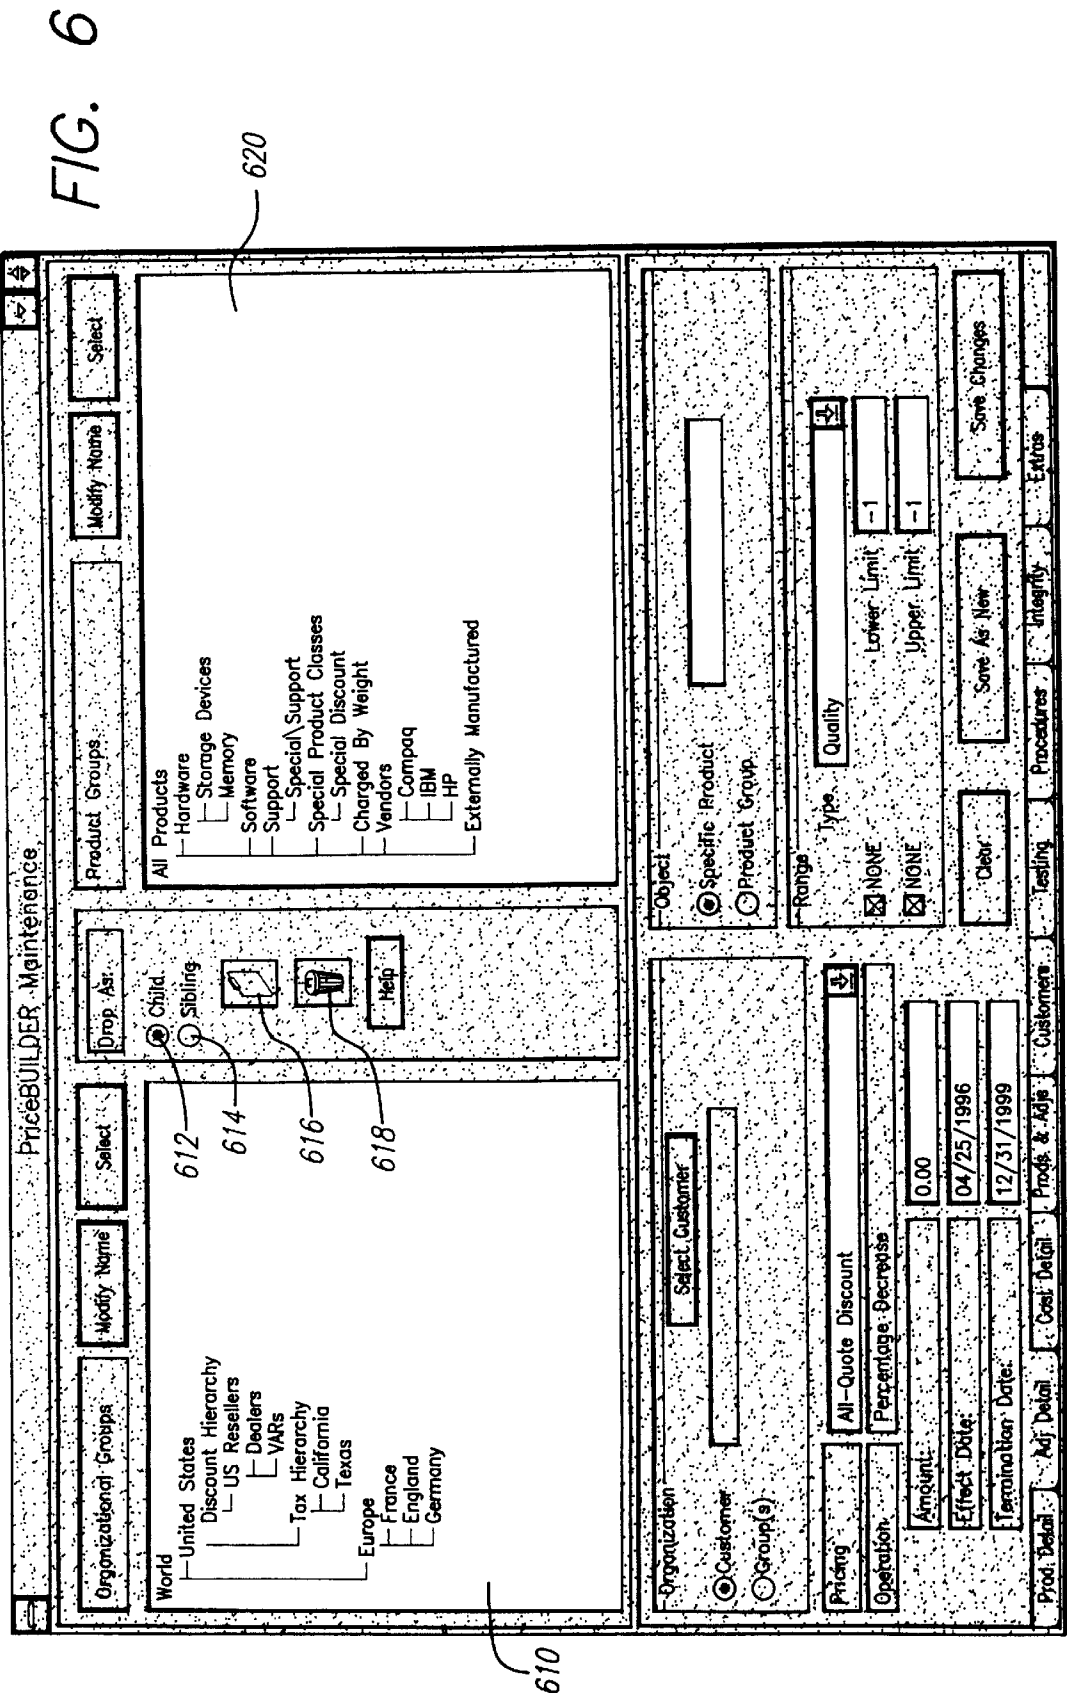 FIG. 6
PriceBUILDER Maintenance
Organizational Groups
Modify Name
Select
Drop As:
Product Groups
Modify Name
Select
World
United States
Discount Hierarchy
US Resellers
Dealers
VARs
Tax Hierarchy
California
Texas
Europe
France
England
Germany
610
Child
Sibling
Help
612
614
616
618
All Products
Hardware
Storage Devices
Memory
Software
Support
Special\Support
Special Product Classes
Special Discount
Charged By Weight
Vendors
Compaq
IBM
HP
Externally Manufactured
620
Organization
Select Customer
Customer
Group(s)
Pricing
All-Quote Discount
Operation
Percentage Decrease
Amount:
0.00
Effect Date:
04/25/1996
Termination Date:
12/31/1999
Object
Specific Product
Product Group
Range
Type
Quality
NONE
Lower Limit
-1
NONE
Upper Limit
-1
Clear
Save As New
Save Changes
Prod. Detail
Adj Detail
Cost Detail
Prods. & Adjs
Customers
Testing
Procedures
Integrity
Extras